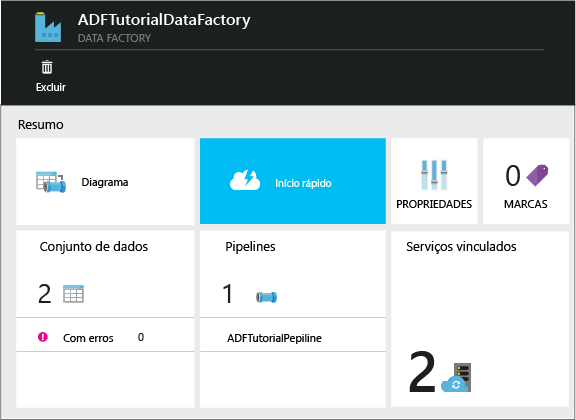 ADFTutorialDataFactory
DATA FACTORY
Excluir
Resumo
Diagrama
Início rápido
PROPRIEDADES
0
MARCAS
Conjunto de dados
2
Com erros 0
Pipelines
1
ADFTutorialPepiline
Serviços vinculados
2